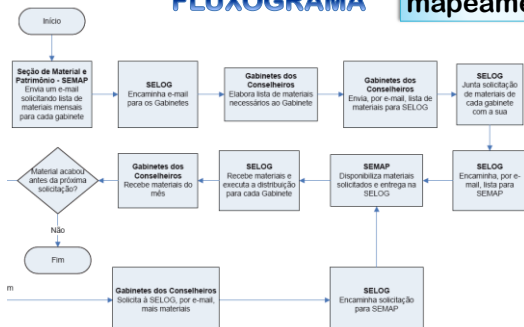 FLUXOGRAMA
mapeame
Início
Seção de Material e
Patrimônio - SEMAP
Envia um e-mail
solicitando lista de
materiais mensais
para cada gabinete
SELOG
Encaminha e-mail
para os Gabinetes
Gabinetes dos
Conselheiros
Elabora lista de materiais
necessários ao Gabinete
Gabinetes dos
Conselheiros
Envia, por e-mail, lista de
materiais para SELOG
SELOG
Junta solicitação
de materiais de
cada gabinete
com a sua
Material acabou
antes da próxima
solicitação?
Gabinetes dos
Conselheiros
Recebe materiais do
mês
SELOG
Recebe materiais e
executa a distribuição
para cada Gabinete
SEMAP
Disponibiliza materiais
solicitados e entrega na
SELOG
SELOG
Encaminha, por e-
mail, lista para
SEMAP
Não
Fim
m
Gabinetes dos Conselheiros
Solicita à SELOG, por e-mail,
mais materiais
SELOG
Encaminha solicitação
para SEMAP